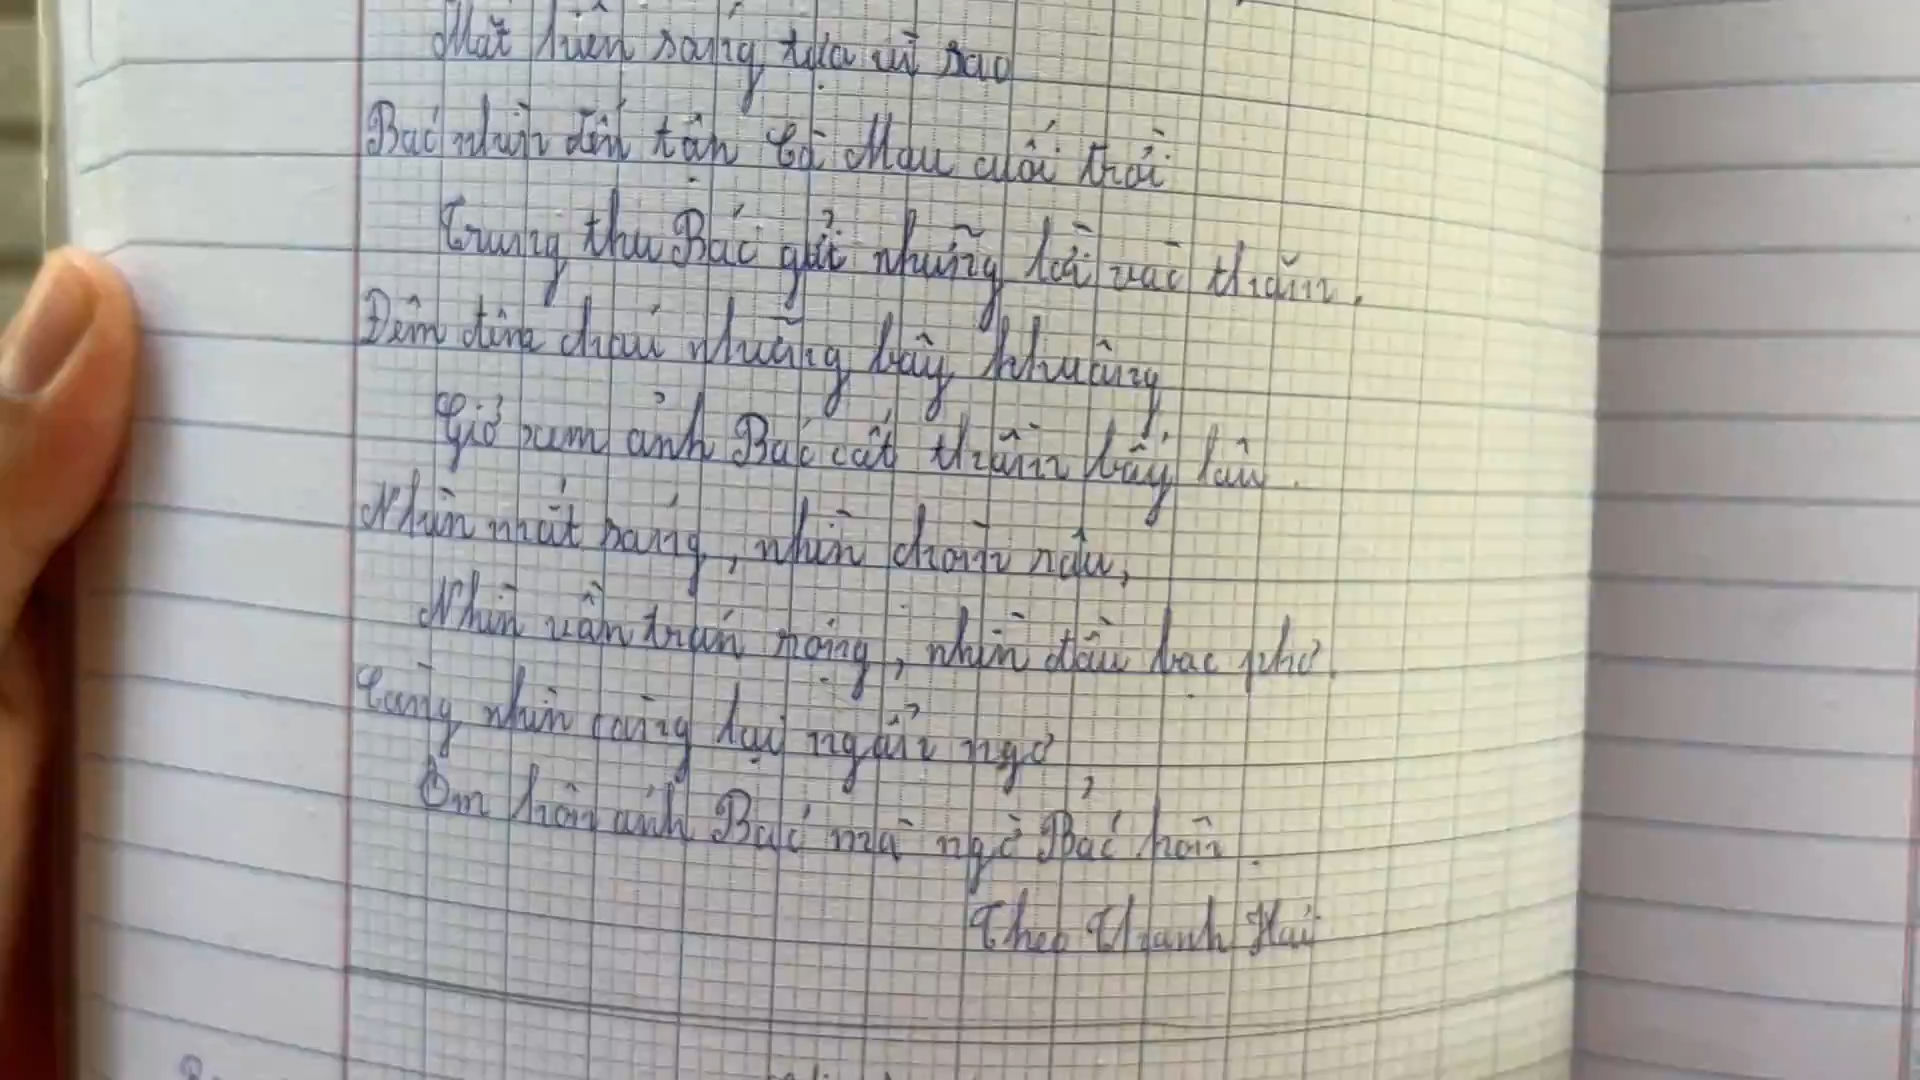 Mắt hiền sáng tựa vì sao
Bác nhìn đến tận Cà Mau cuối trời
Trung thu Bác gửi những lời vào thăm.
Đêm đêm cháu những bâng khuâng
Giở xem ảnh Bác cất thầm bấy lâu.
Nhìn mắt sáng, nhìn chòm râu,
Nhìn vầng trán rộng, nhìn đầu bạc phơ.
Càng nhìn càng lại ngẩn ngơ
Ôm hôn ảnh Bác mà ngỡ Bác hôn.
Theo Thanh Hải